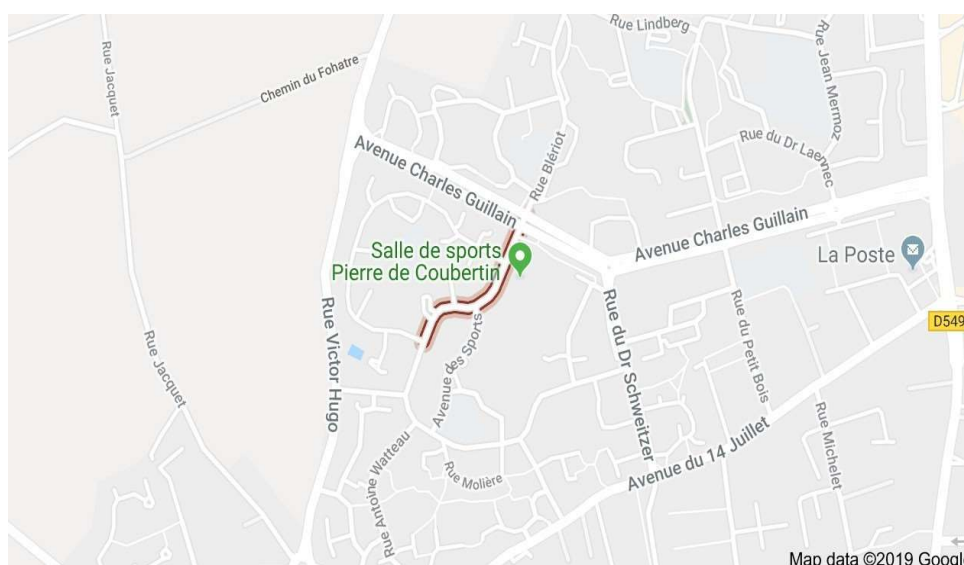 Rue Lindberg
Rue Jean Mermoz
Rue Jacquet
Chemin du Fohatre
Avenue Charles Guillain
Rue Blériot
Rue du Dr Laennec
Avenue Charles Guillain
Salle de sports
Pierre de Coubertin
La Poste
Rue Victor Hugo
Rue du Dr Schweitzer
Rue du Petit Bois
D549
Rue Jacquet
Avenue des Sports
Rue Michelet
Avenue du 14 Juillet
Rue Antoine Watteau
Rue Molière
Map data ©2019 Google